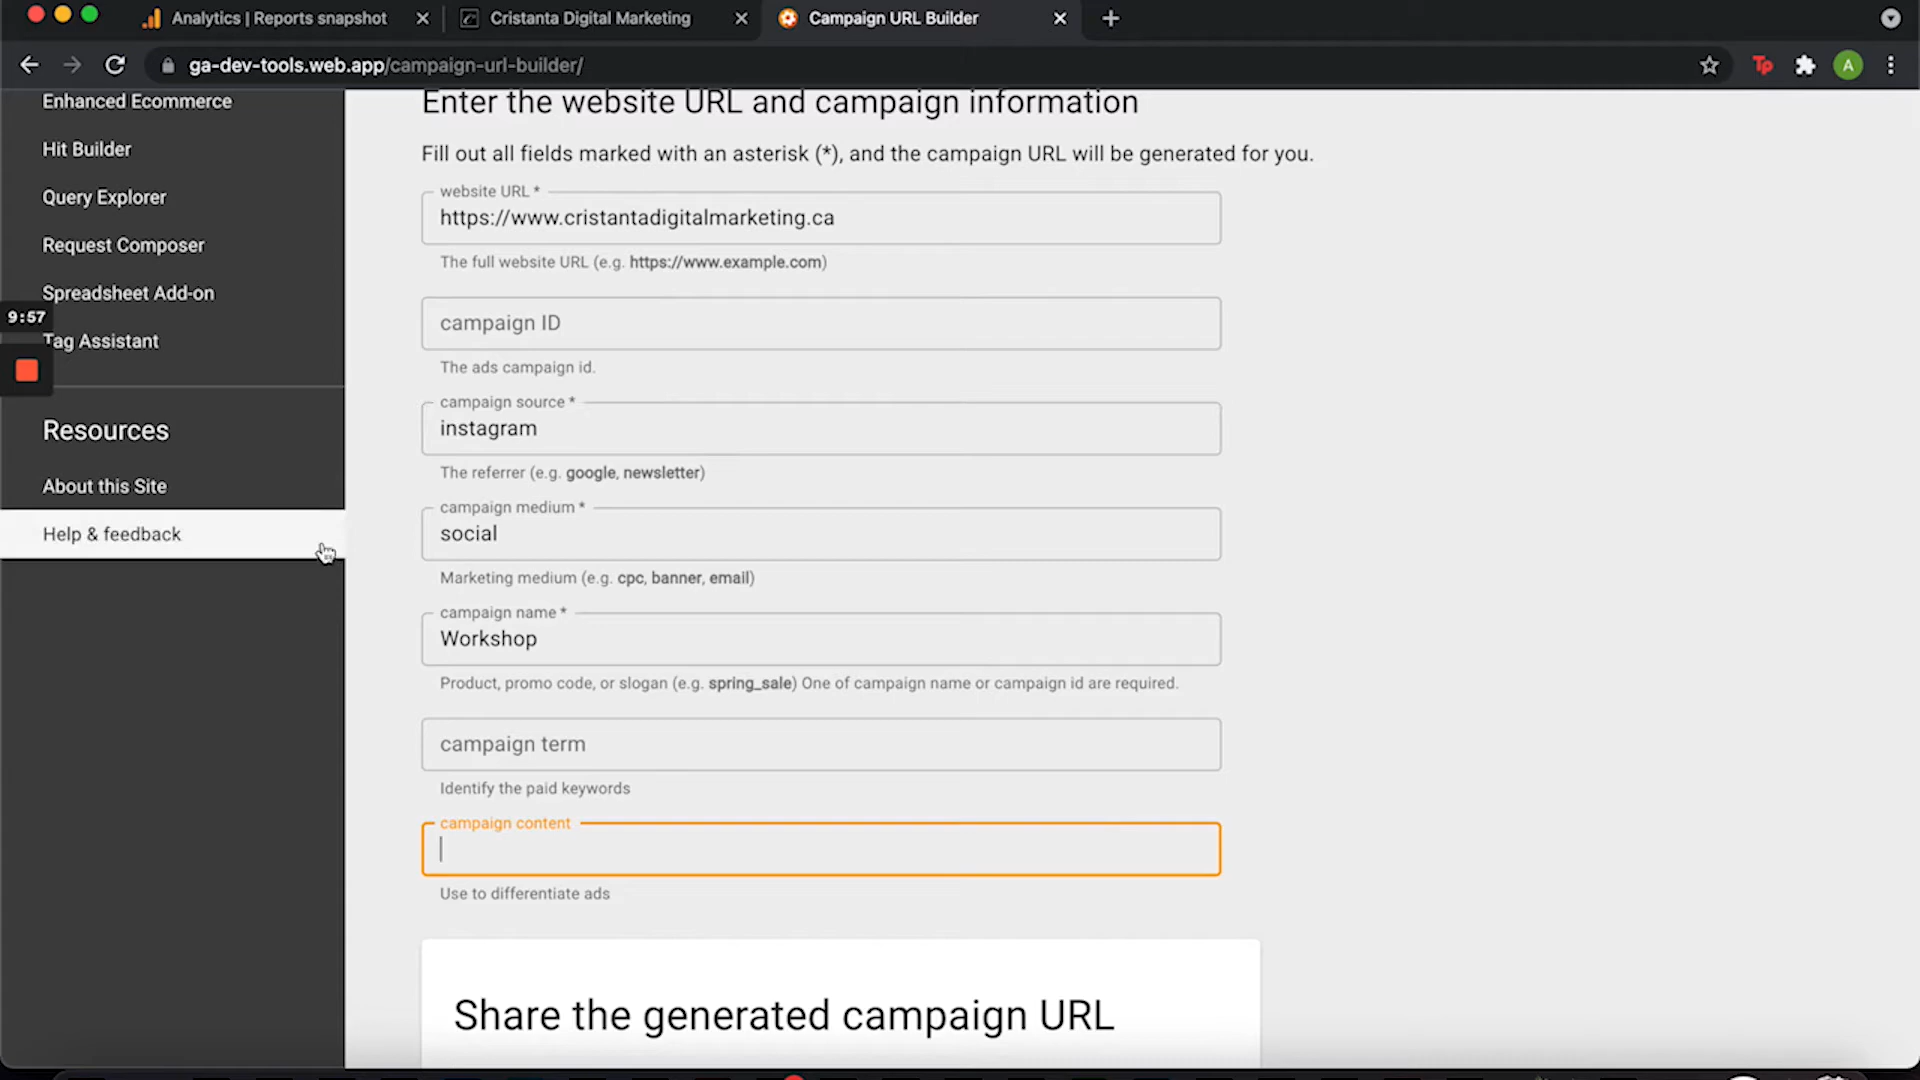 Analytics | Reports snapshot
Cristanta Digital Marketing
Campaign URL Builder
ga-dev-tools.web.app/campaign-url-builder/
Tp
A
Enhanced Ecommerce
Hit Builder
Query Explorer
Request Composer
Spreadsheet Add-on
9:57
Tag Assistant
Resources
About this Site
Help & feedback
Enter the website URL and campaign information
Fill out all fields marked with an asterisk (*), and the campaign URL will be generated for you.
website URL *
https://www.cristantadigitalmarketing.ca
The full website URL (e.g. https://www.example.com)
campaign ID
The ads campaign id.
campaign source *
instagram
The referrer (e.g. google, newsletter)
campaign medium *
social
Marketing medium (e.g. cpc, banner, email)
campaign name *
Workshop
Product, promo code, or slogan (e.g. spring_sale) One of campaign name or campaign id are required.
campaign term
Identify the paid keywords
campaign content
Use to differentiate ads
Share the generated campaign URL